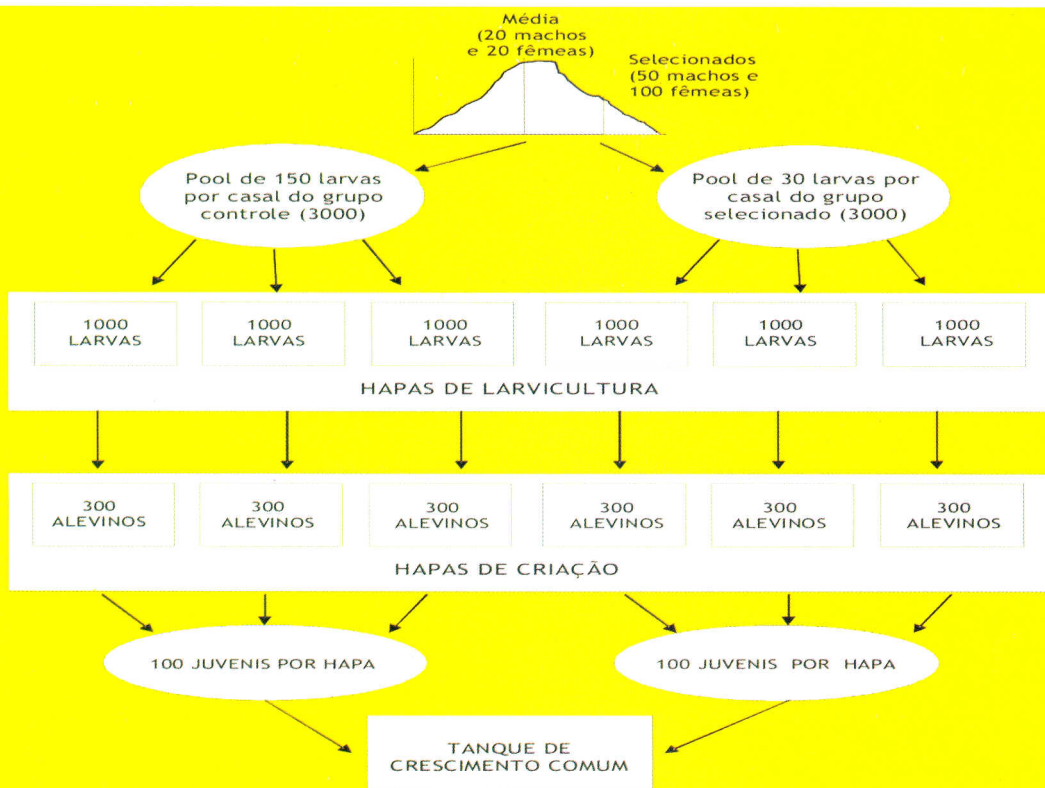 Média
(20 machos
e 20 fêmeas)
Selecionados
(50 machos e
100 fêmeas)
Pool de 150 larvas
por casal do grupo
controle (3000)
Pool de 30 larvas por
casal do grupo
selecionado (3000)
1000
LARVAS
1000
LARVAS
1000
LARVAS
1000
LARVAS
1000
LARVAS
1000
LARVAS
HAPAS DE LARVICULTURA
300
ALEVINOS
300
ALEVINOS
300
ALEVINOS
300
ALEVINOS
300
ALEVINOS
300
ALEVINOS
HAPAS DE CRIAÇÃO
100 JUVENIS POR HAPA
100 JUVENIS POR HAPA
TANQUE DE
CRESCIMENTO COMUM